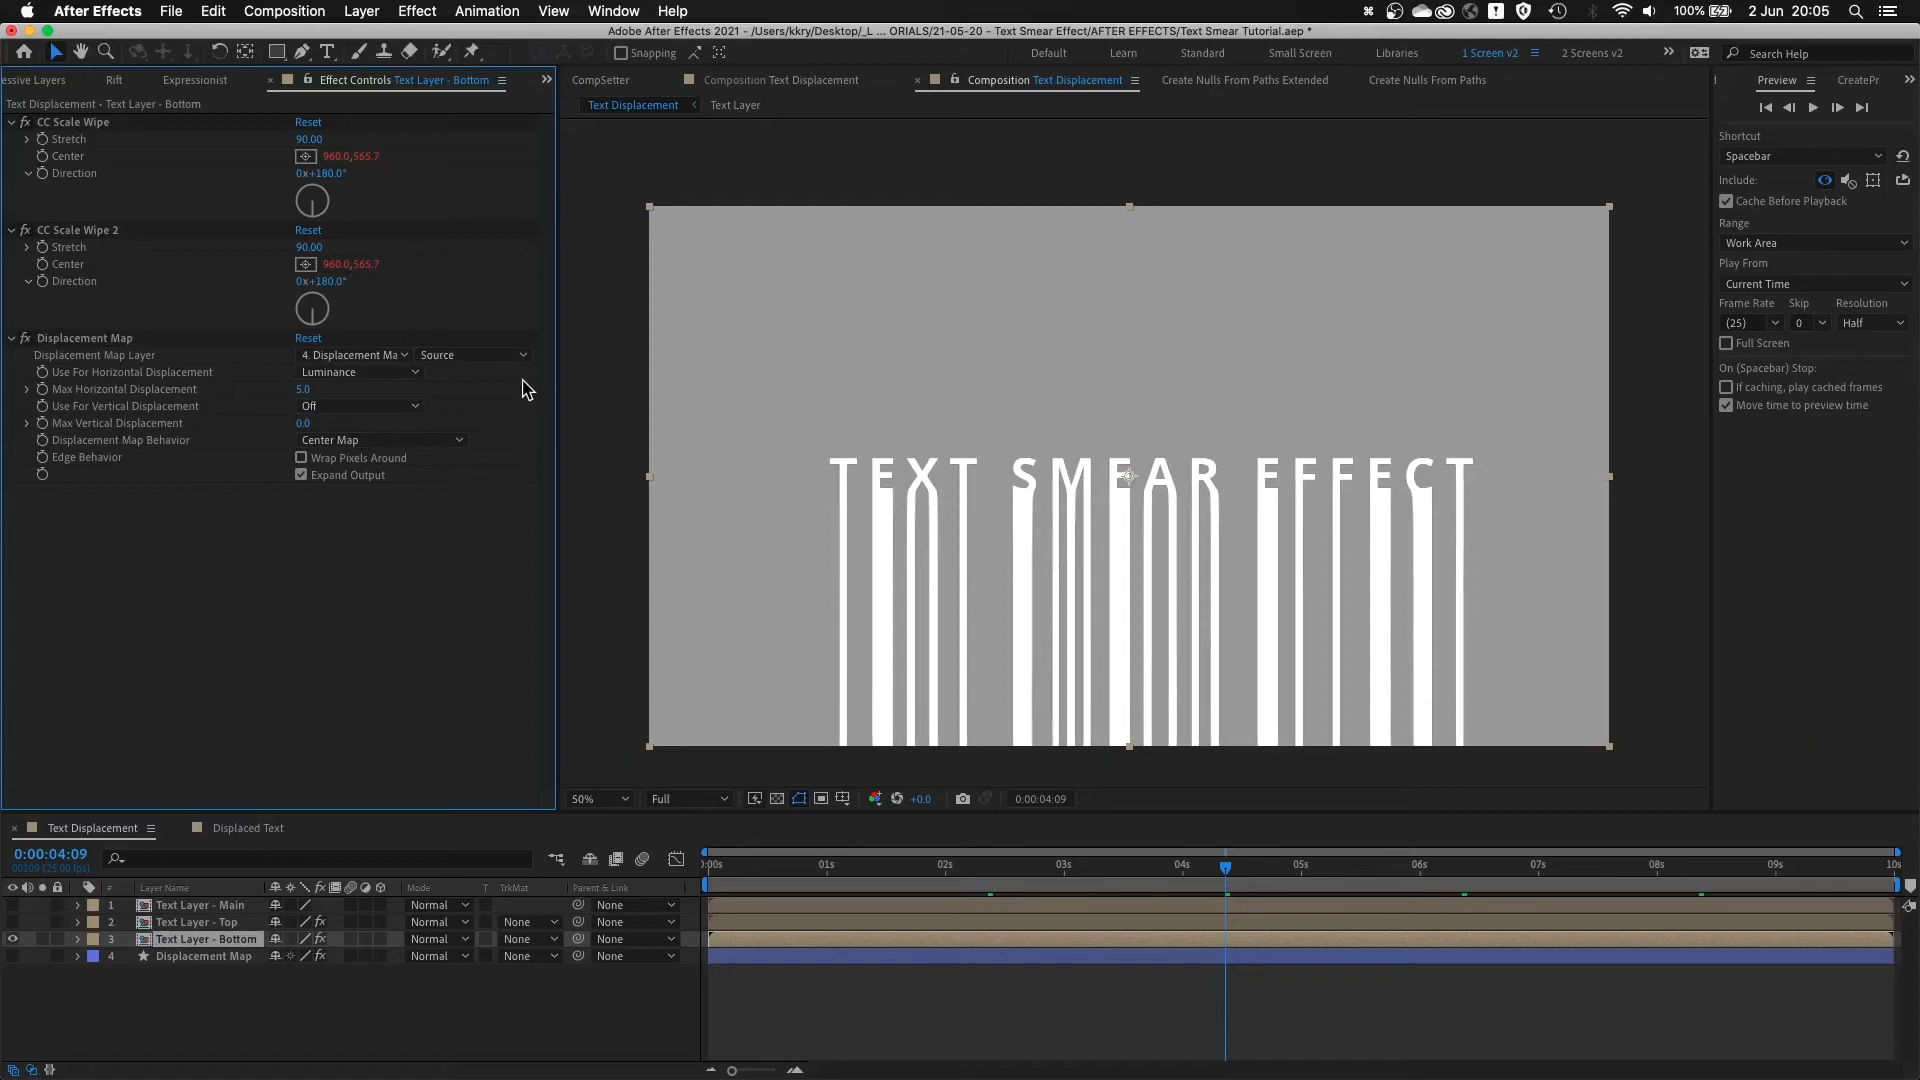 After Effects File Edit Composition Layer Effect Animation View Window Help 100% 2 Jun 20:05
Adobe After Effects 2021 - /Users/kkry/Desktop/_L ... ORIALS/21-05-20 - Text Smear Effect/AFTER EFFECTS/Text Smear Tutorial.aep *
Snapping Default Learn Standard Small Screen Libraries 1 Screen v2 2 Screens v2 Search Help
essive Layers Rift Expressionist Effect Controls Text Layer - Bottom CompSetter Composition Text Displacement Composition Text Displacement Create Nulls From Paths Extended Create Nulls From Paths Preview CreatePr
Text Displacement • Text Layer - Bottom
Text Displacement Text Layer
CC Scale Wipe Reset
Stretch 90.00
Center 960.0,565.7
Direction 0x+180.0°
CC Scale Wipe 2 Reset
Stretch 90.00
Center 960.0,565.7
Direction 0x+180.0°
Displacement Map Reset
Displacement Map Layer 4. Displacement Ma Source
Use For Horizontal Displacement Luminance
Max Horizontal Displacement 5.0
Use For Vertical Displacement Off
Max Vertical Displacement 0.0
Displacement Map Behavior Center Map
Edge Behavior Wrap Pixels Around
Expand Output
TEXT SMEAR EFFECT
Shortcut
Spacebar
Include:
Cache Before Playback
Range
Work Area
Play From
Current Time
Frame Rate Skip Resolution
(25) 0 Half
Full Screen
On (Spacebar) Stop:
If caching, play cached frames
Move time to preview time
50% Full +0.0 0:00:04:09
Text Displacement Displaced Text
0:00:04:09
00109 (25.00 fps)
:00s 01s 02s 03s 04s 05s 06s 07s 08s 09s 10s
# Layer Name Mode T TrkMat Parent & Link
1 Text Layer - Main Normal None
2 Text Layer - Top Normal None None
3 Text Layer - Bottom Normal None None
4 Displacement Map Normal None None